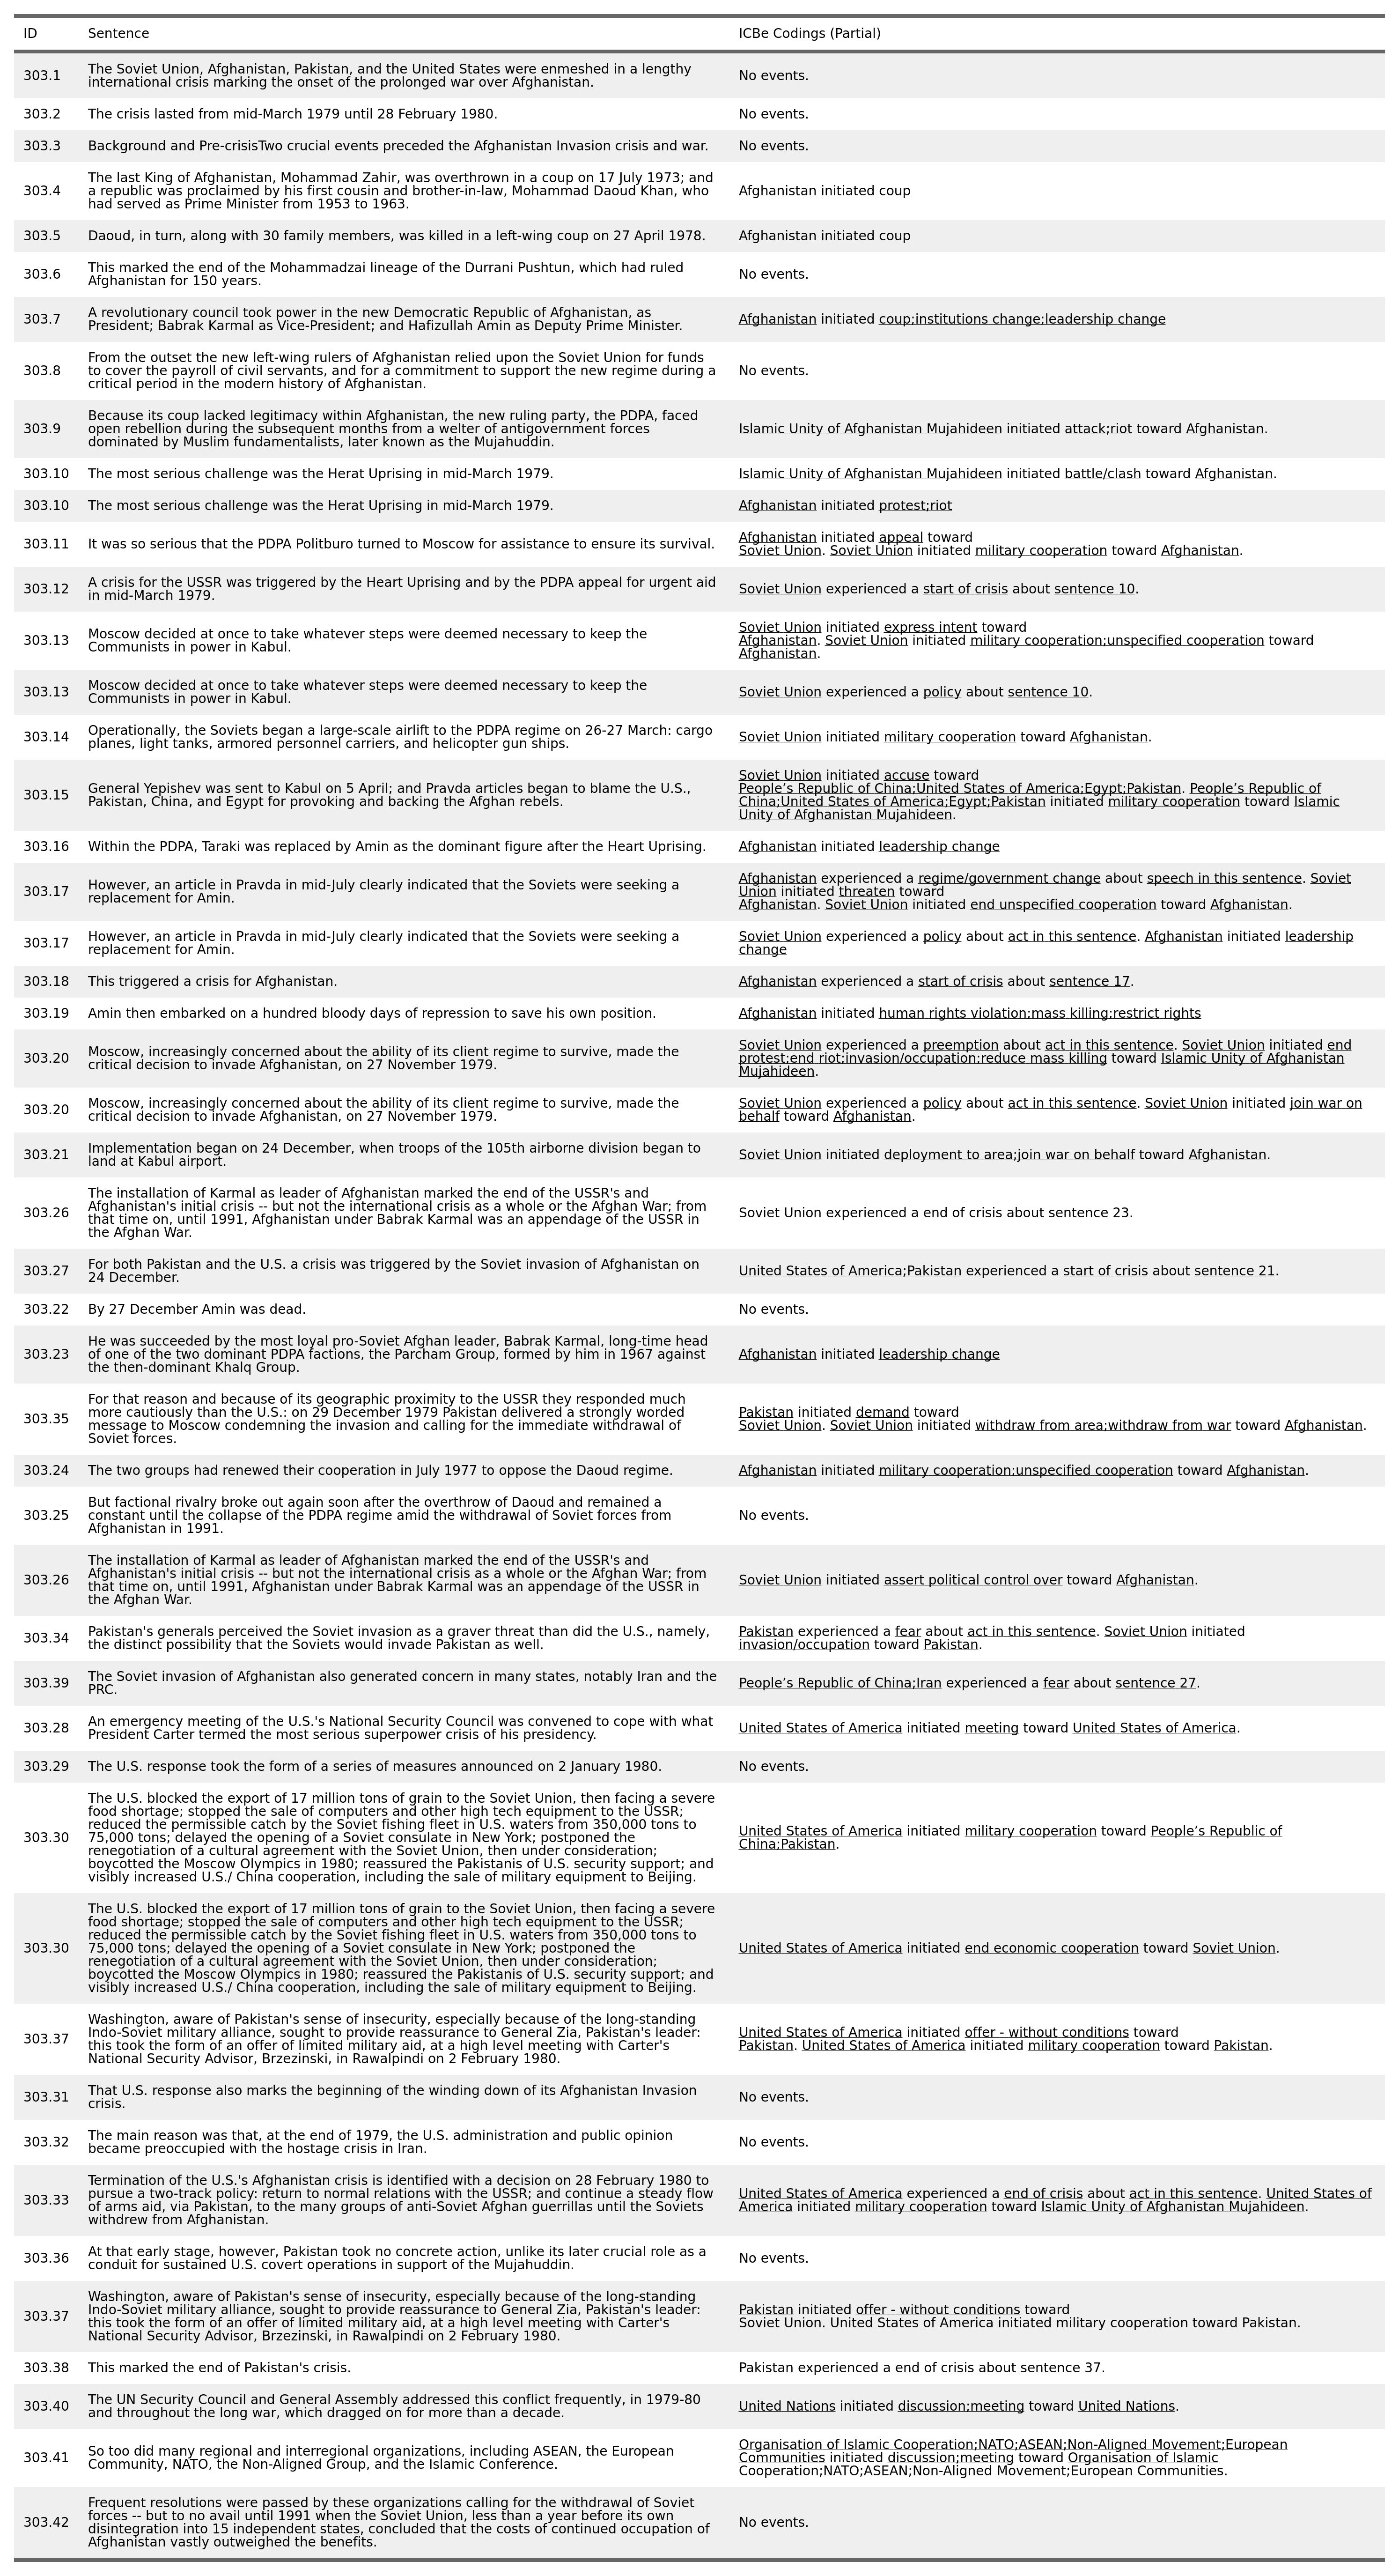 ID Sentence ICBe Codings (Partial)
303.1 The Soviet Union, Afghanistan, Pakistan, and the United States were enmeshed in a lengthy
international crisis marking the onset of the prolonged war over Afghanistan.
No events.
303.2 The crisis lasted from mid-March 1979 until 28 February 1980.
No events.
303.3 Background and Pre-crisisTwo crucial events preceded the Afghanistan Invasion crisis and war.
No events.
303.4 The last King of Afghanistan, Mohammad Zahir, was overthrown in a coup on 17 July 1973; and
a republic was proclaimed by his first cousin and brother-in-law, Mohammad Daoud Khan, who
had served as Prime Minister from 1953 to 1963.
Afghanistan initiated coup
303.5 Daoud, in turn, along with 30 family members, was killed in a left-wing coup on 27 April 1978.
Afghanistan initiated coup
303.6 This marked the end of the Mohammadzai lineage of the Durrani Pushtun, which had ruled
Afghanistan for 150 years.
No events.
303.7 A revolutionary council took power in the new Democratic Republic of Afghanistan, as
President; Babrak Karmal as Vice-President; and Hafizullah Amin as Deputy Prime Minister.
Afghanistan initiated coup;institutions change;leadership change
303.8 From the outset the new left-wing rulers of Afghanistan relied upon the Soviet Union for funds
to cover the payroll of civil servants, and for a commitment to support the new regime during a
critical period in the modern history of Afghanistan.
No events.
303.9 Because its coup lacked legitimacy within Afghanistan, the new ruling party, the PDPA, faced
open rebellion during the subsequent months from a welter of antigovernment forces
dominated by Muslim fundamentalists, later known as the Mujahuddin.
Islamic Unity of Afghanistan Mujahideen initiated attack;riot toward Afghanistan.
303.10 The most serious challenge was the Herat Uprising in mid-March 1979.
Islamic Unity of Afghanistan Mujahideen initiated battle/clash toward Afghanistan.
303.10 The most serious challenge was the Herat Uprising in mid-March 1979.
Afghanistan initiated protest;riot
303.11 It was so serious that the PDPA Politburo turned to Moscow for assistance to ensure its survival.
Afghanistan initiated appeal toward
Soviet Union. Soviet Union initiated military cooperation toward Afghanistan.
303.12 A crisis for the USSR was triggered by the Heart Uprising and by the PDPA appeal for urgent aid
in mid-March 1979.
Soviet Union experienced a start of crisis about sentence 10.
303.13 Moscow decided at once to take whatever steps were deemed necessary to keep the
Communists in power in Kabul.
Soviet Union initiated express intent toward
Afghanistan. Soviet Union initiated military cooperation;unspecified cooperation toward
Afghanistan.
303.13 Moscow decided at once to take whatever steps were deemed necessary to keep the
Communists in power in Kabul.
Soviet Union experienced a policy about sentence 10.
303.14 Operationally, the Soviets began a large-scale airlift to the PDPA regime on 26-27 March: cargo
planes, light tanks, armored personnel carriers, and helicopter gun ships.
Soviet Union initiated military cooperation toward Afghanistan.
303.15 General Yepishev was sent to Kabul on 5 April; and Pravda articles began to blame the U.S.,
Pakistan, China, and Egypt for provoking and backing the Afghan rebels.
Soviet Union initiated accuse toward
People’s Republic of China;United States of America;Egypt;Pakistan. People’s Republic of
China;United States of America;Egypt;Pakistan initiated military cooperation toward Islamic
Unity of Afghanistan Mujahideen.
303.16 Within the PDPA, Taraki was replaced by Amin as the dominant figure after the Heart Uprising.
Afghanistan initiated leadership change
303.17 However, an article in Pravda in mid-July clearly indicated that the Soviets were seeking a
replacement for Amin.
Afghanistan experienced a regime/government change about speech in this sentence. Soviet
Union initiated threaten toward
Afghanistan. Soviet Union initiated end unspecified cooperation toward Afghanistan.
303.17 However, an article in Pravda in mid-July clearly indicated that the Soviets were seeking a
replacement for Amin.
Soviet Union experienced a policy about act in this sentence. Afghanistan initiated leadership
change
303.18 This triggered a crisis for Afghanistan.
Afghanistan experienced a start of crisis about sentence 17.
303.19 Amin then embarked on a hundred bloody days of repression to save his own position.
Afghanistan initiated human rights violation;mass killing;restrict rights
303.20 Moscow, increasingly concerned about the ability of its client regime to survive, made the
critical decision to invade Afghanistan, on 27 November 1979.
Soviet Union experienced a preemption about act in this sentence. Soviet Union initiated end
protest;end riot;invasion/occupation;reduce mass killing toward Islamic Unity of Afghanistan
Mujahideen.
303.20 Moscow, increasingly concerned about the ability of its client regime to survive, made the
critical decision to invade Afghanistan, on 27 November 1979.
Soviet Union experienced a policy about act in this sentence. Soviet Union initiated join war on
behalf toward Afghanistan.
303.21 Implementation began on 24 December, when troops of the 105th airborne division began to
land at Kabul airport.
Soviet Union initiated deployment to area;join war on behalf toward Afghanistan.
303.26 The installation of Karmal as leader of Afghanistan marked the end of the USSR's and
Afghanistan's initial crisis -- but not the international crisis as a whole or the Afghan War; from
that time on, until 1991, Afghanistan under Babrak Karmal was an appendage of the USSR in
the Afghan War.
Soviet Union experienced a end of crisis about sentence 23.
303.27 For both Pakistan and the U.S. a crisis was triggered by the Soviet invasion of Afghanistan on
24 December.
United States of America;Pakistan experienced a start of crisis about sentence 21.
303.22 By 27 December Amin was dead.
No events.
303.23 He was succeeded by the most loyal pro-Soviet Afghan leader, Babrak Karmal, long-time head
of one of the two dominant PDPA factions, the Parcham Group, formed by him in 1967 against
the then-dominant Khalq Group.
Afghanistan initiated leadership change
303.35 For that reason and because of its geographic proximity to the USSR they responded much
more cautiously than the U.S.: on 29 December 1979 Pakistan delivered a strongly worded
message to Moscow condemning the invasion and calling for the immediate withdrawal of
Soviet forces.
Pakistan initiated demand toward
Soviet Union. Soviet Union initiated withdraw from area;withdraw from war toward Afghanistan.
303.24 The two groups had renewed their cooperation in July 1977 to oppose the Daoud regime.
Afghanistan initiated military cooperation;unspecified cooperation toward Afghanistan.
303.25 But factional rivalry broke out again soon after the overthrow of Daoud and remained a
constant until the collapse of the PDPA regime amid the withdrawal of Soviet forces from
Afghanistan in 1991.
No events.
303.26 The installation of Karmal as leader of Afghanistan marked the end of the USSR's and
Afghanistan's initial crisis -- but not the international crisis as a whole or the Afghan War; from
that time on, until 1991, Afghanistan under Babrak Karmal was an appendage of the USSR in
the Afghan War.
Soviet Union initiated assert political control over toward Afghanistan.
303.34 Pakistan's generals perceived the Soviet invasion as a graver threat than did the U.S., namely,
the distinct possibility that the Soviets would invade Pakistan as well.
Pakistan experienced a fear about act in this sentence. Soviet Union initiated
invasion/occupation toward Pakistan.
303.39 The Soviet invasion of Afghanistan also generated concern in many states, notably Iran and the
PRC.
People’s Republic of China;Iran experienced a fear about sentence 27.
303.28 An emergency meeting of the U.S.'s National Security Council was convened to cope with what
President Carter termed the most serious superpower crisis of his presidency.
United States of America initiated meeting toward United States of America.
303.29 The U.S. response took the form of a series of measures announced on 2 January 1980.
No events.
303.30 The U.S. blocked the export of 17 million tons of grain to the Soviet Union, then facing a severe
food shortage; stopped the sale of computers and other high tech equipment to the USSR;
reduced the permissible catch by the Soviet fishing fleet in U.S. waters from 350,000 tons to
75,000 tons; delayed the opening of a Soviet consulate in New York; postponed the
renegotiation of a cultural agreement with the Soviet Union, then under consideration;
boycotted the Moscow Olympics in 1980; reassured the Pakistanis of U.S. security support; and
visibly increased U.S./ China cooperation, including the sale of military equipment to Beijing.
United States of America initiated military cooperation toward People’s Republic of
China;Pakistan.
303.30 The U.S. blocked the export of 17 million tons of grain to the Soviet Union, then facing a severe
food shortage; stopped the sale of computers and other high tech equipment to the USSR;
reduced the permissible catch by the Soviet fishing fleet in U.S. waters from 350,000 tons to
75,000 tons; delayed the opening of a Soviet consulate in New York; postponed the
renegotiation of a cultural agreement with the Soviet Union, then under consideration;
boycotted the Moscow Olympics in 1980; reassured the Pakistanis of U.S. security support; and
visibly increased U.S./ China cooperation, including the sale of military equipment to Beijing.
United States of America initiated end economic cooperation toward Soviet Union.
303.37 Washington, aware of Pakistan's sense of insecurity, especially because of the long-standing
Indo-Soviet military alliance, sought to provide reassurance to General Zia, Pakistan's leader:
this took the form of an offer of limited military aid, at a high level meeting with Carter's
National Security Advisor, Brzezinski, in Rawalpindi on 2 February 1980.
United States of America initiated offer - without conditions toward
Pakistan. United States of America initiated military cooperation toward Pakistan.
303.31 That U.S. response also marks the beginning of the winding down of its Afghanistan Invasion
crisis.
No events.
303.32 The main reason was that, at the end of 1979, the U.S. administration and public opinion
became preoccupied with the hostage crisis in Iran.
No events.
303.33 Termination of the U.S.'s Afghanistan crisis is identified with a decision on 28 February 1980 to
pursue a two-track policy: return to normal relations with the USSR; and continue a steady flow
of arms aid, via Pakistan, to the many groups of anti-Soviet Afghan guerrillas until the Soviets
withdrew from Afghanistan.
United States of America experienced a end of crisis about act in this sentence. United States of
America initiated military cooperation toward Islamic Unity of Afghanistan Mujahideen.
303.36 At that early stage, however, Pakistan took no concrete action, unlike its later crucial role as a
conduit for sustained U.S. covert operations in support of the Mujahuddin.
No events.
303.37 Washington, aware of Pakistan's sense of insecurity, especially because of the long-standing
Indo-Soviet military alliance, sought to provide reassurance to General Zia, Pakistan's leader:
this took the form of an offer of limited military aid, at a high level meeting with Carter's
National Security Advisor, Brzezinski, in Rawalpindi on 2 February 1980.
Pakistan initiated offer - without conditions toward
Soviet Union. United States of America initiated military cooperation toward Pakistan.
303.38 This marked the end of Pakistan's crisis.
Pakistan experienced a end of crisis about sentence 37.
303.40 The UN Security Council and General Assembly addressed this conflict frequently, in 1979-80
and throughout the long war, which dragged on for more than a decade.
United Nations initiated discussion;meeting toward United Nations.
303.41 So too did many regional and interregional organizations, including ASEAN, the European
Community, NATO, the Non-Aligned Group, and the Islamic Conference.
Organisation of Islamic Cooperation;NATO;ASEAN;Non-Aligned Movement;European
Communities initiated discussion;meeting toward Organisation of Islamic
Cooperation;NATO;ASEAN;Non-Aligned Movement;European Communities.
303.42 Frequent resolutions were passed by these organizations calling for the withdrawal of Soviet
forces -- but to no avail until 1991 when the Soviet Union, less than a year before its own
disintegration into 15 independent states, concluded that the costs of continued occupation of
Afghanistan vastly outweighed the benefits.
No events.